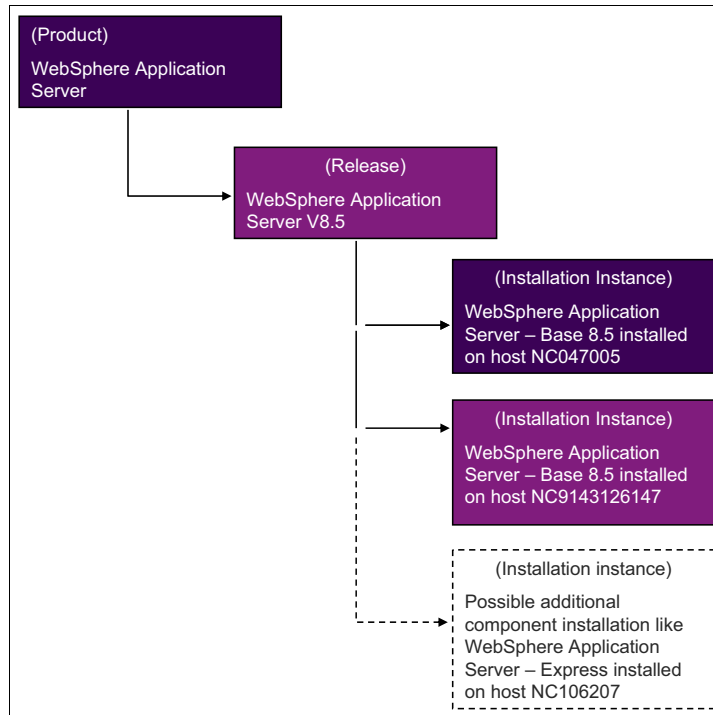 (Product)
WebSphere Application
Server
(Release)
WebSphere Application
Server V8.5
(Installation Instance)
WebSphere Application
Server – Base 8.5 installed
on host NC047005
(Installation Instance)
WebSphere Application
Server – Base 8.5 installed
on host NC9143126147
(Installation instance)
Possible additional
component installation like
WebSphere Application
Server – Express installed
on host NC106207